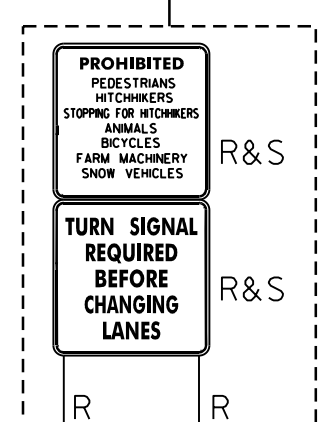 PROHIBITED
PEDESTRIANS
HITCHHIKERS
STOPPING FOR HITCHHIKERS
ANIMALS
BICYCLES
FARM MACHINERY
SNOW VEHICLES
R&S
TURN SIGNAL
REQUIRED
BEFORE
CHANGING
LANES
R&S
R R